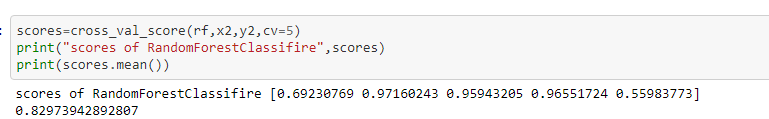 :
scores=cross_val_score(rf,x2,y2,cv=5)
print("scores of RandomForestClassifire",scores)
print(scores.mean())
scores of RandomForestClassifire [0.69230769 0.97160243 0.95943205 0.96551724 0.55983773]
0.82973942892807